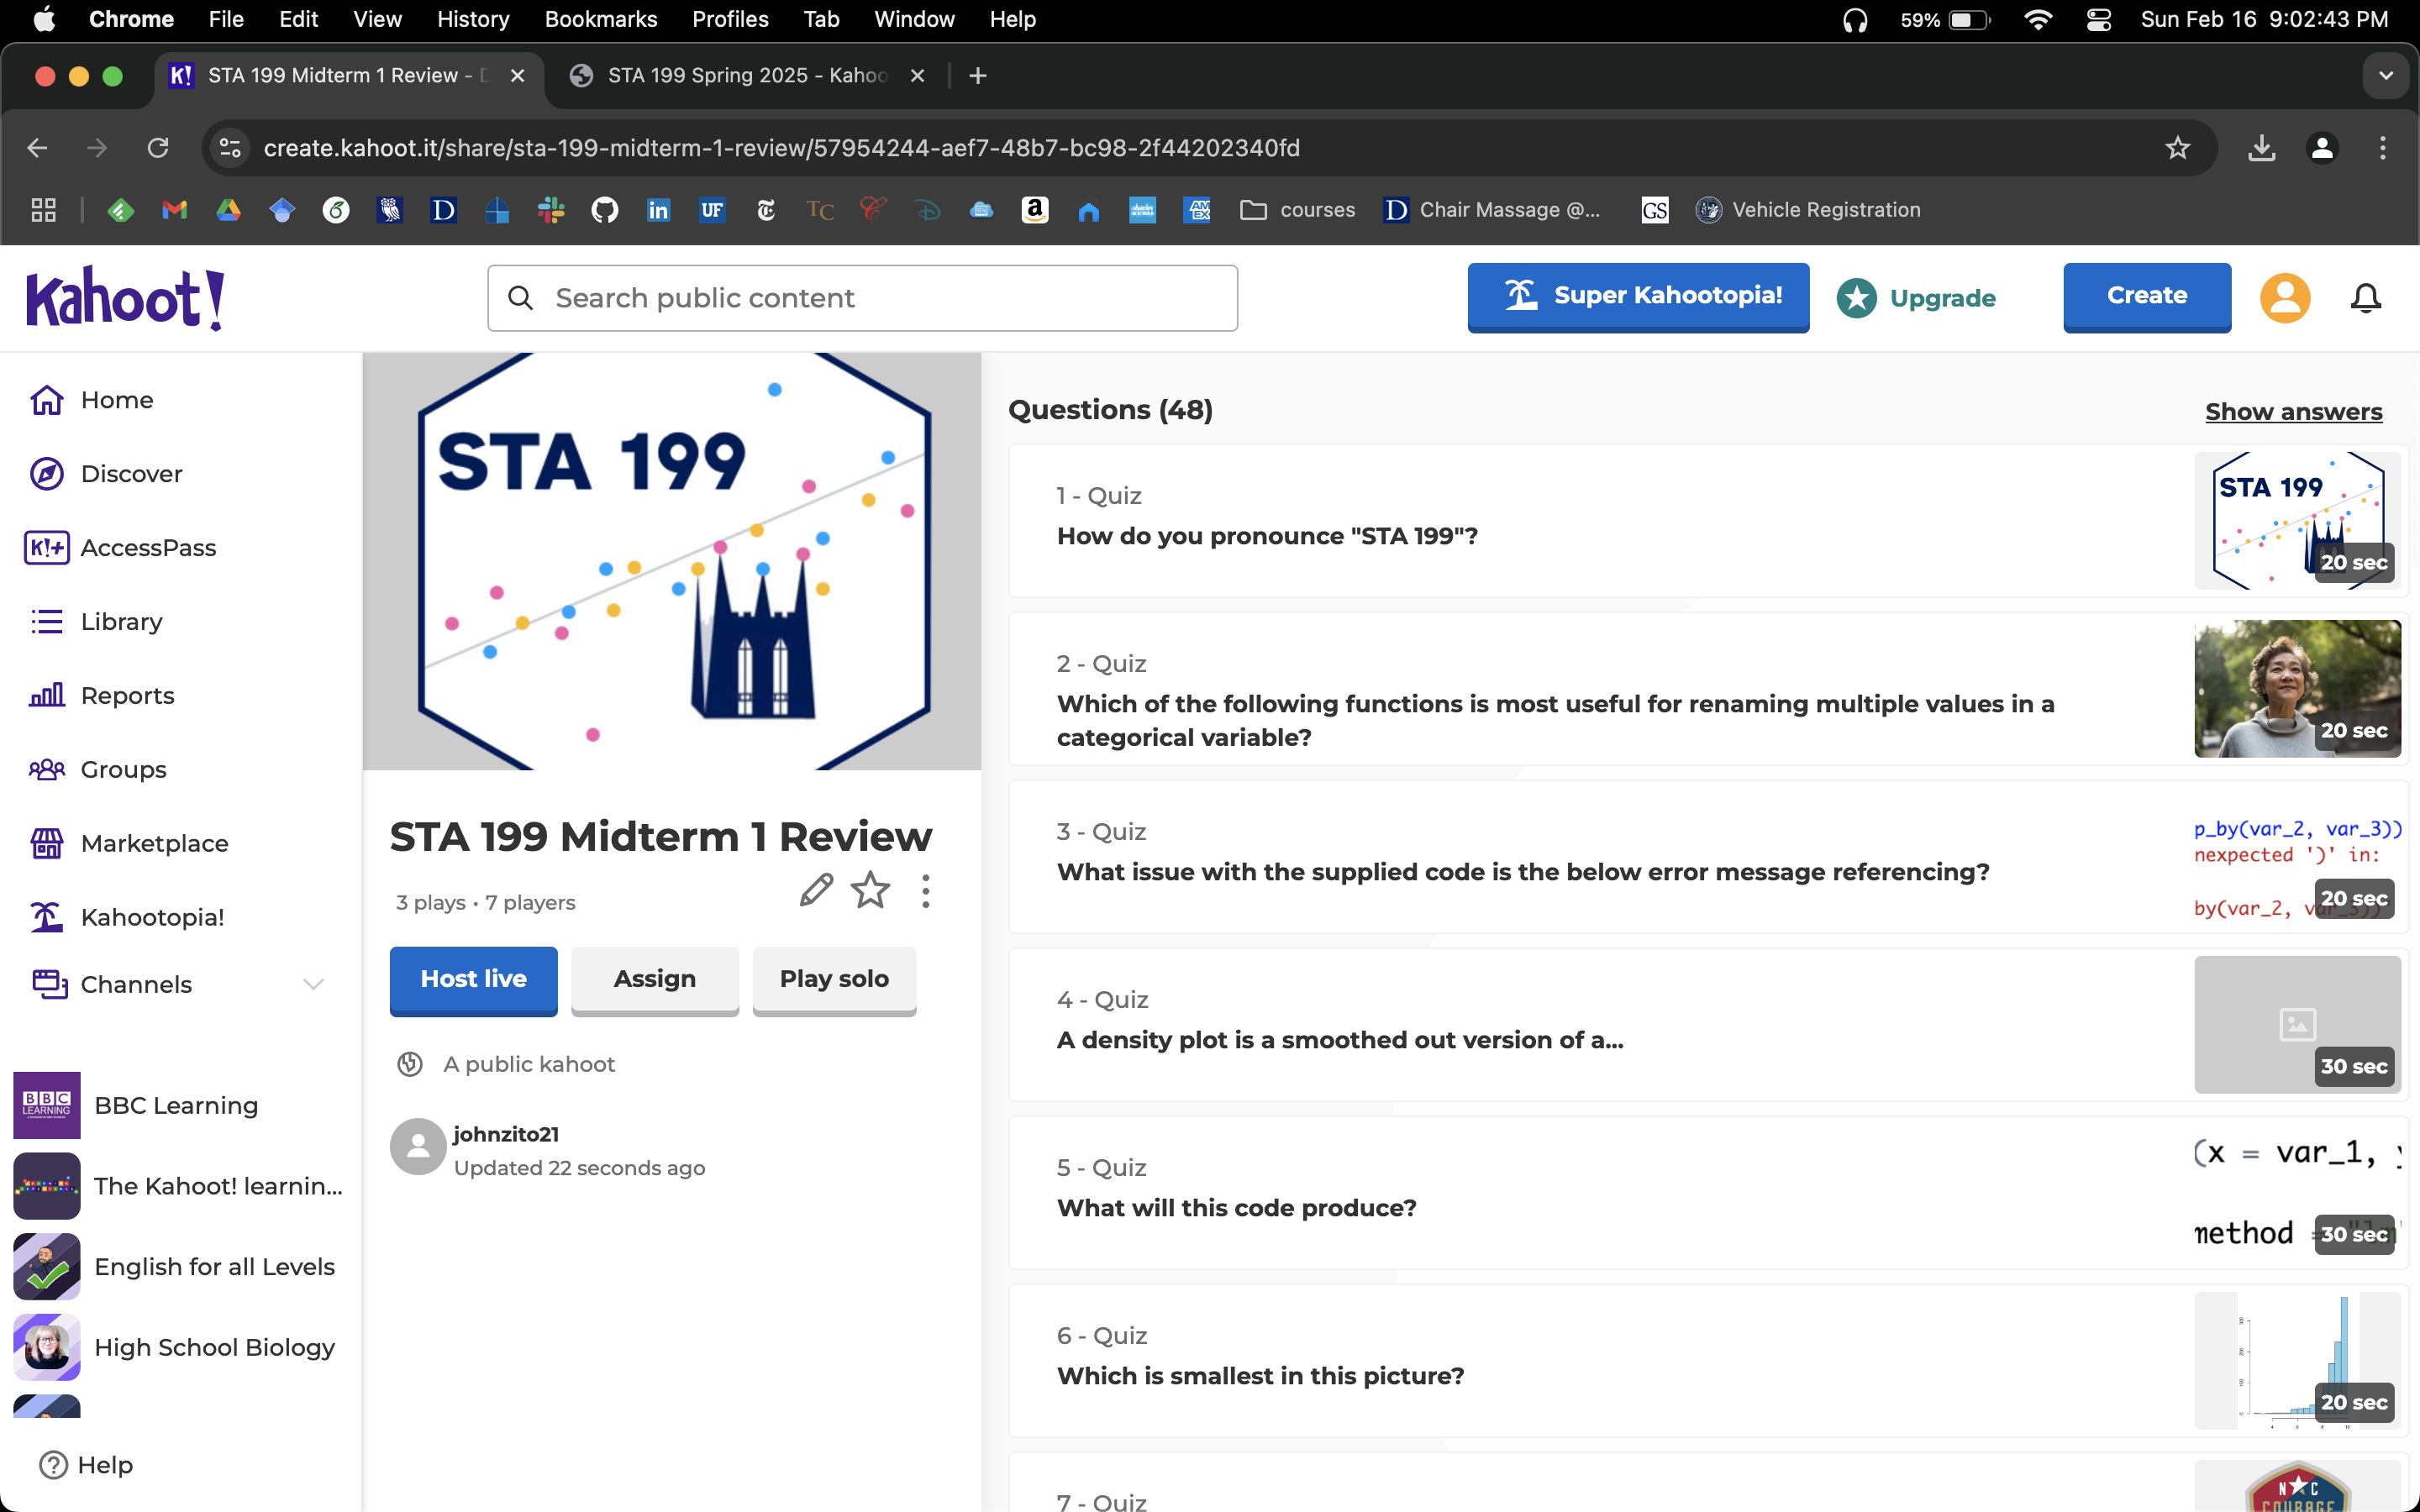 Chrome File Edit View History Bookmarks Profiles Tab Window Help 59% Sun Feb 16 9:02:43 PM
K! STA 199 Midterm 1 Review - STA 199 Spring 2025 - Kahoo
create.kahoot.it/share/sta-199-midterm-1-review/57954244-aef7-48b7-bc98-2f44202340fd
D in UF TC a AM EX courses D Chair Massage @... GS Vehicle Registration
Kahoot! Search public content Super Kahootopia! Upgrade Create
Home
Discover
K!+ AccessPass
Library
Reports
Groups
Marketplace
Kahootopia!
Channels
BBC LEARNING
BBC Learning
The Kahoot! learnin...
English for all Levels
High School Biology
Help
STA 199
STA 199 Midterm 1 Review
3 plays • 7 players
Host live Assign Play solo
A public kahoot
johnzito21
Updated 22 seconds ago
Questions (48) Show answers
1 - Quiz
How do you pronounce "STA 199"?
STA 199
20 sec
2 - Quiz
Which of the following functions is most useful for renaming multiple values in a
categorical variable?
20 sec
3 - Quiz
What issue with the supplied code is the below error message referencing?
p_by(var_2, var_3))
nexpected ')' in:
by(var_2,
20 sec
4 - Quiz
A density plot is a smoothed out version of a...
30 sec
5 - Quiz
What will this code produce?
(x = var_1,
method =
30 sec
6 - Quiz
Which is smallest in this picture?
20 sec
7 - Quiz
N C
COURAGE